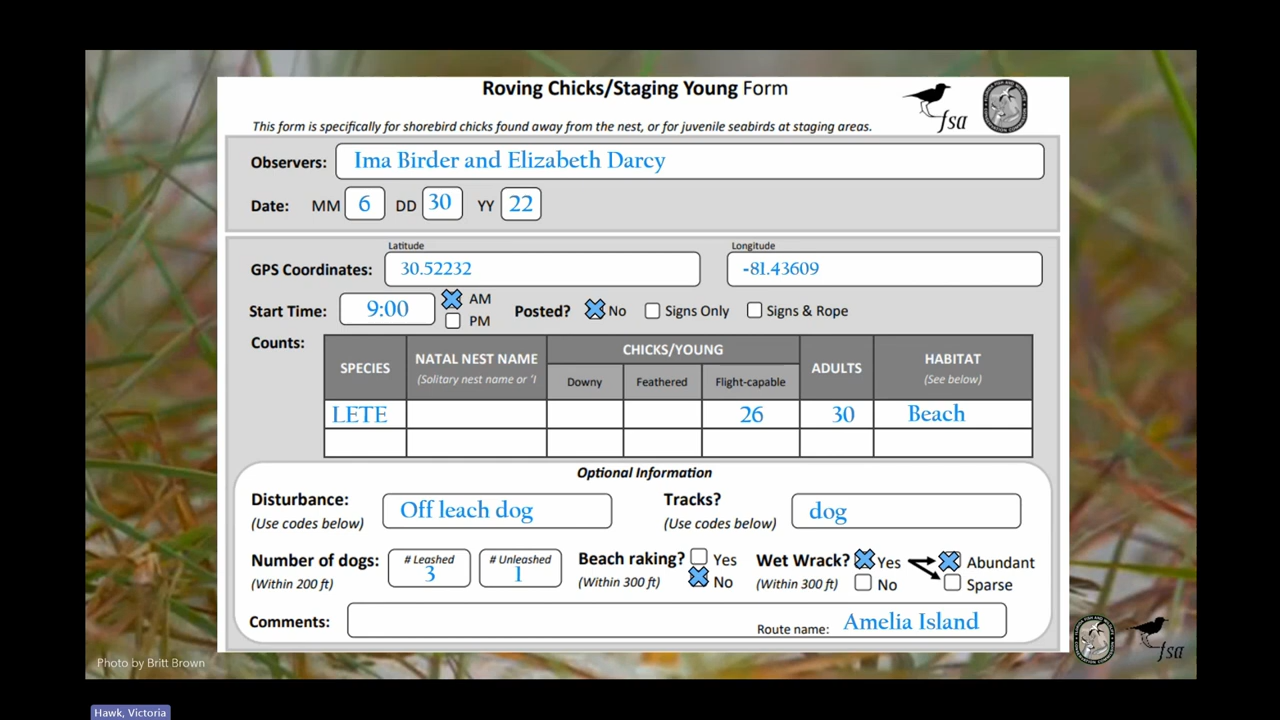 Roving Chicks/Staging Young Form
fsa
This form is specifically for shorebird chicks found away from the nest, or for juvenile seabirds at staging areas.
Observers: Ima Birder and Elizabeth Darcy
Date: MM 6 DD 30 YY 22
Latitude Longitude
GPS Coordinates: 30.52232 -81.43609
Start Time: 9:00 AM PM Posted? No Signs Only Signs & Rope
Counts:
SPECIES NATAL NEST NAME CHICKS/YOUNG ADULTS HABITAT
(Solitary nest name or 'I Downy Feathered Flight-capable (See below)
LETE 26 30 Beach
Optional Information
Disturbance: Off leach dog Tracks? dog
(Use codes below) (Use codes below)
Number of dogs: # Leashed 3 # Unleashed 1 Beach raking? Yes Wet Wrack? Yes Abundant
(Within 200 ft) (Within 300 ft) No (Within 300 ft) No Sparse
Comments: Route name: Amelia Island
fsa
Photo by Britt Brown
Hawk, Victoria